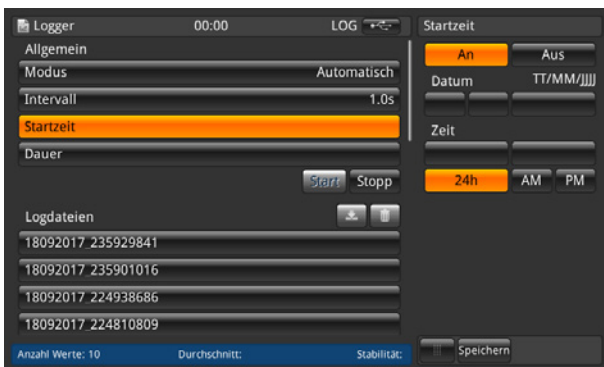 Logger 00:00 LOG
Allgemein
Modus Automatisch
Intervall 1.0s
Startzeit
Dauer
Start Stopp
Logdateien
18092017_235929841
18092017_235901016
18092017_224938686
18092017_224810809
Anzahl Werte: 10 Durchschnitt: Stabilität:
Startzeit
An Aus
Datum TT/MM/JJJJ
Zeit
24h AM PM
Speichern